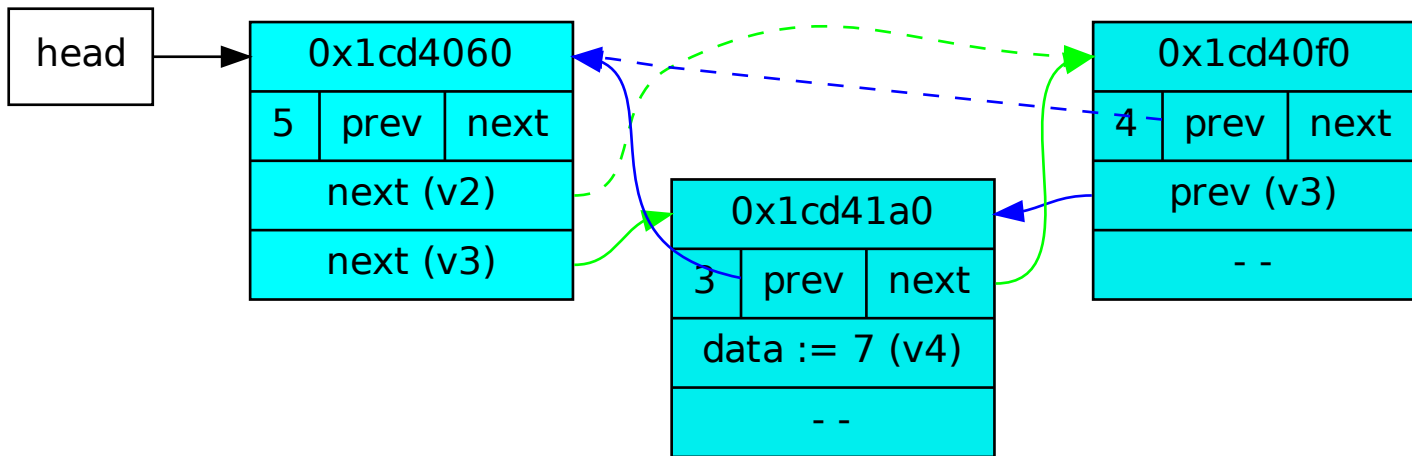 head
0x1cd4060
5 prev next
next (v2)
next (v3)
0x1cd41a0
3 prev next
data := 7 (v4)
- -
0x1cd40f0
4 prev next
prev (v3)
- -